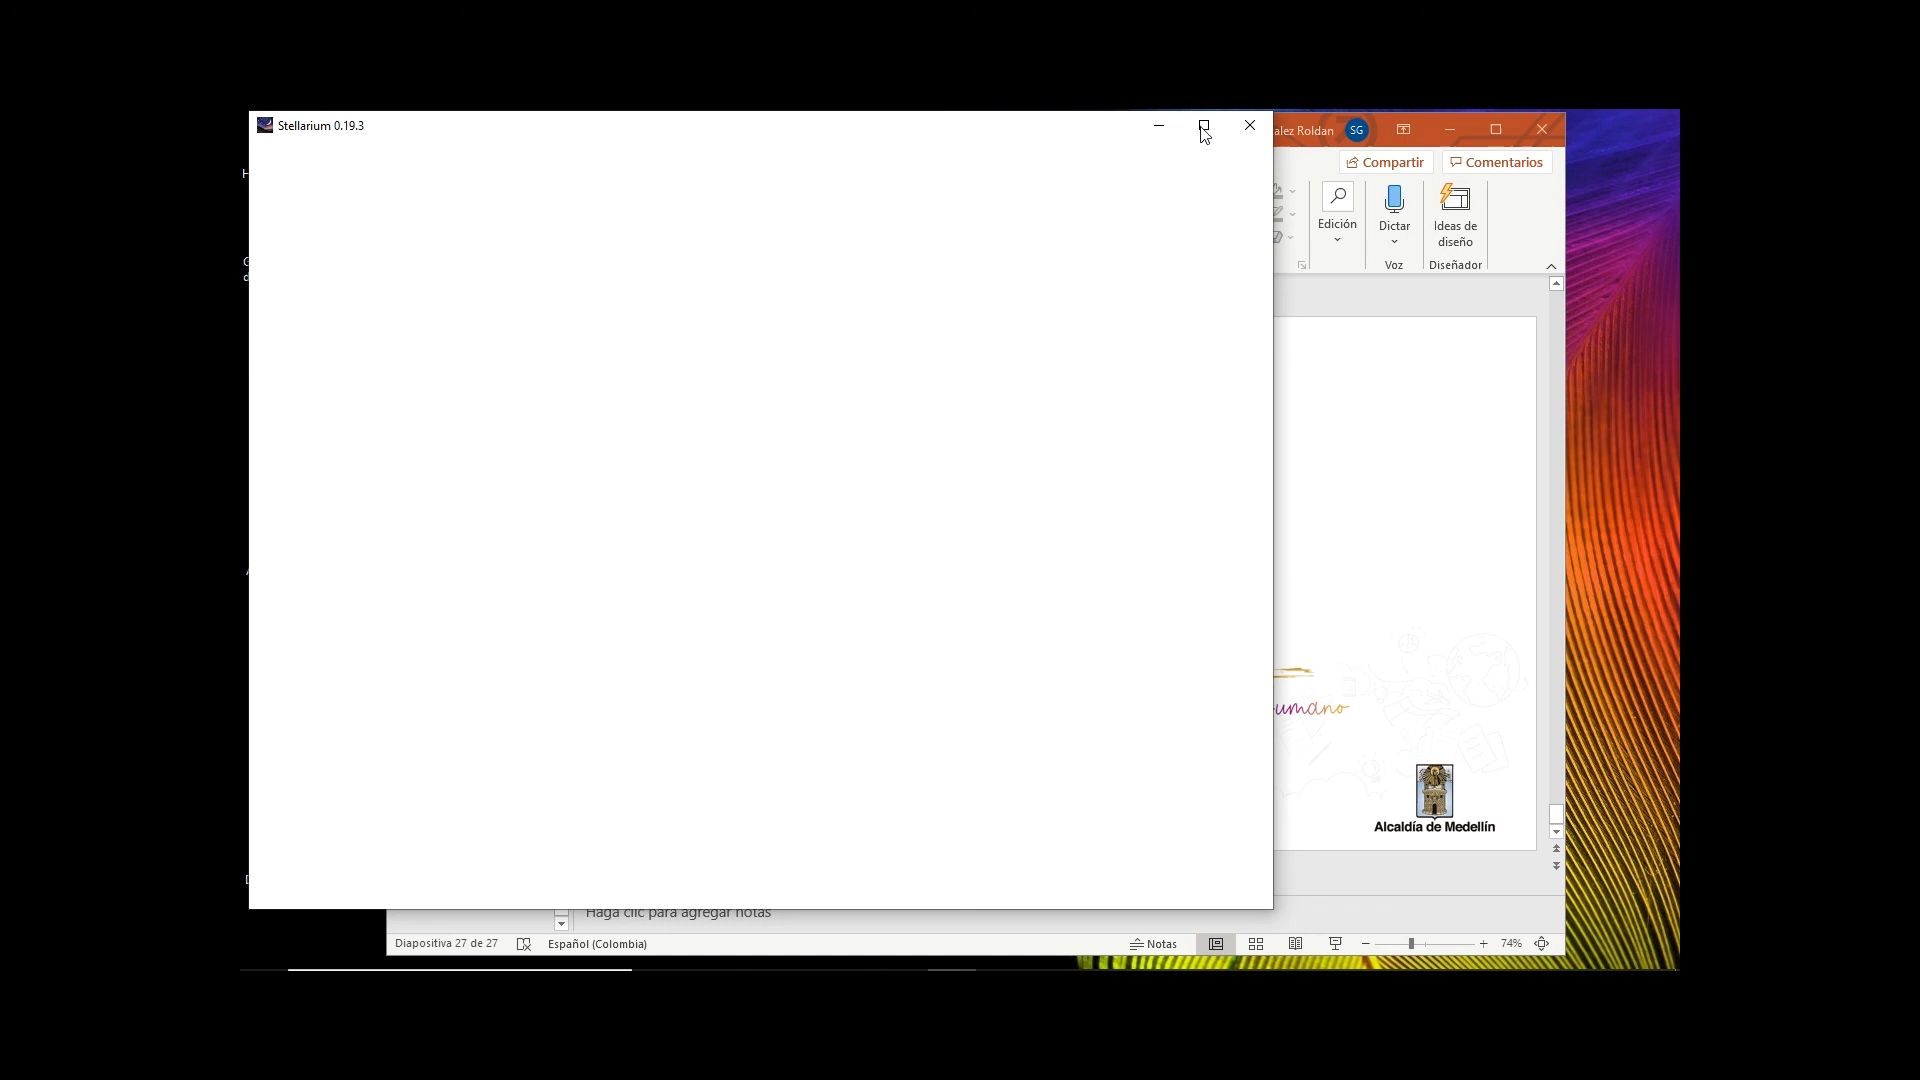 Stellarium 0.19.3
alez Roldan SG
Compartir Comentarios
Edición
Dictar
Ideas de
diseño
Voz
Diseñador
umano
Alcaldía de Medellín
Haga clic para agregar notas
Diapositiva 27 de 27
Español (Colombia)
Notas
74%